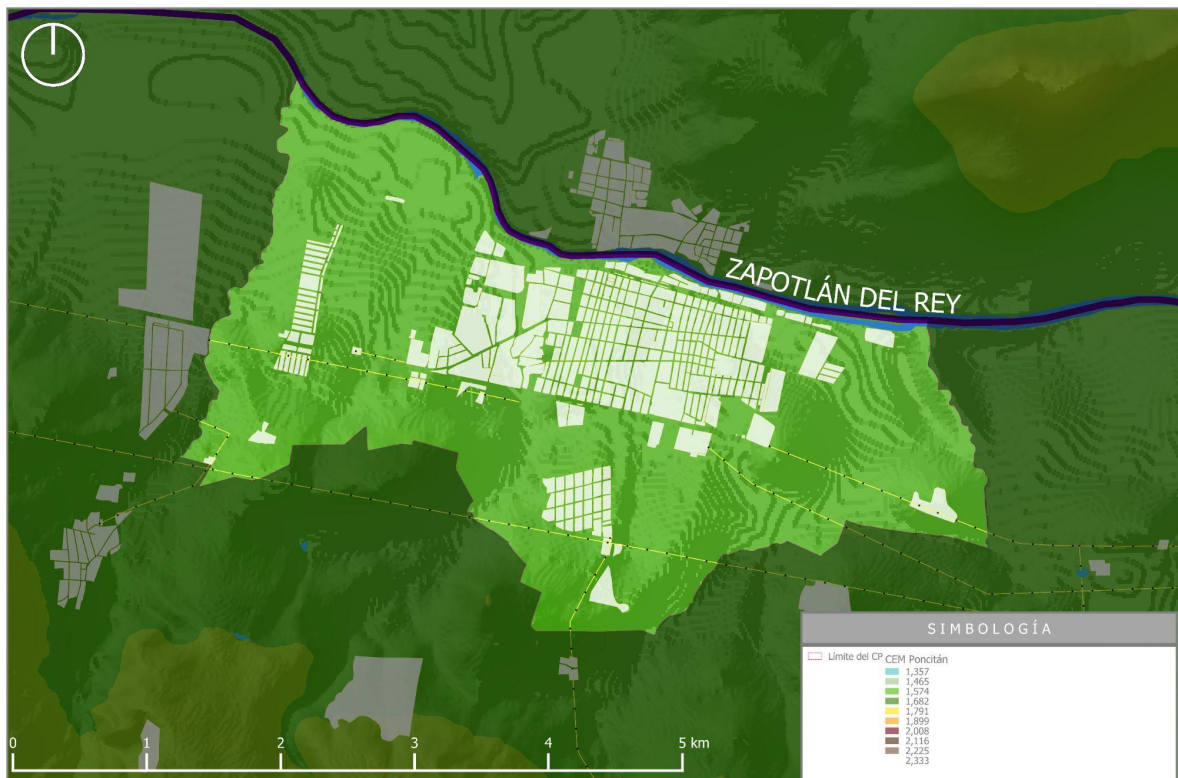 ZAPOTLÁN DEL REY
SIMBOLOGÍA
Límite del CP
CEM Poncitán
1,357
1,465
1,574
1,682
1,791
1,899
2,008
2,116
2,225
2,333
0 1 2 3 4 5 km